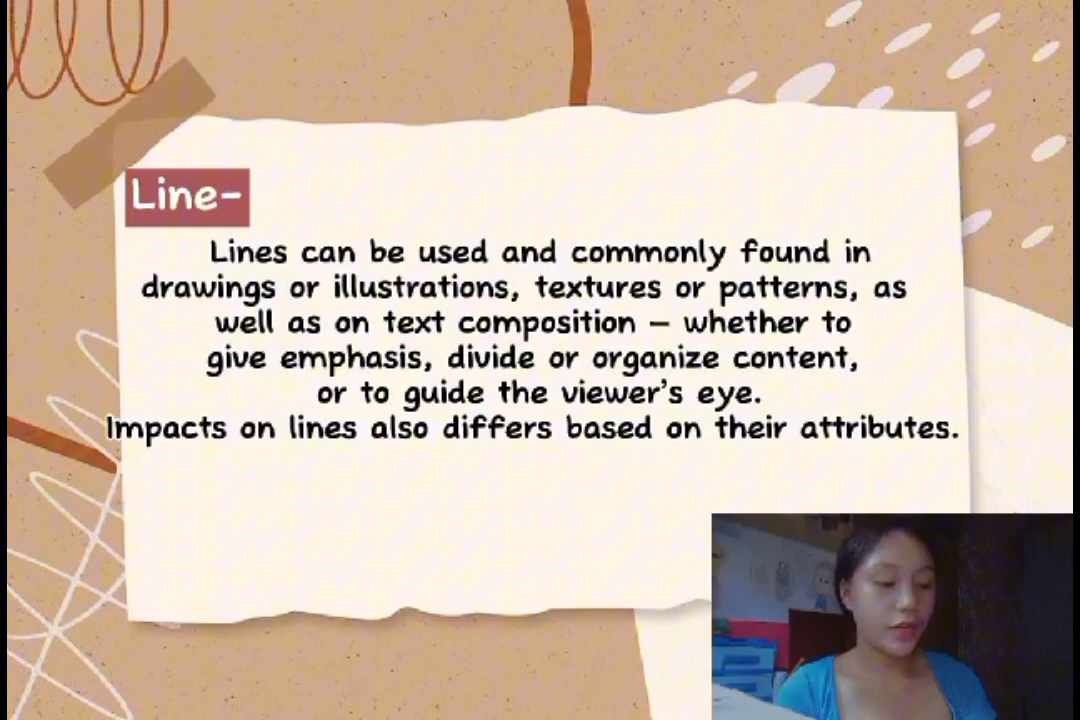 Line-
Lines can be used and commonly found in
drawings or illustrations, textures or patterns, as
well as on text composition – whether to
give emphasis, divide or organize content,
or to guide the viewer's eye.
Impacts on lines also differs based on their attributes.